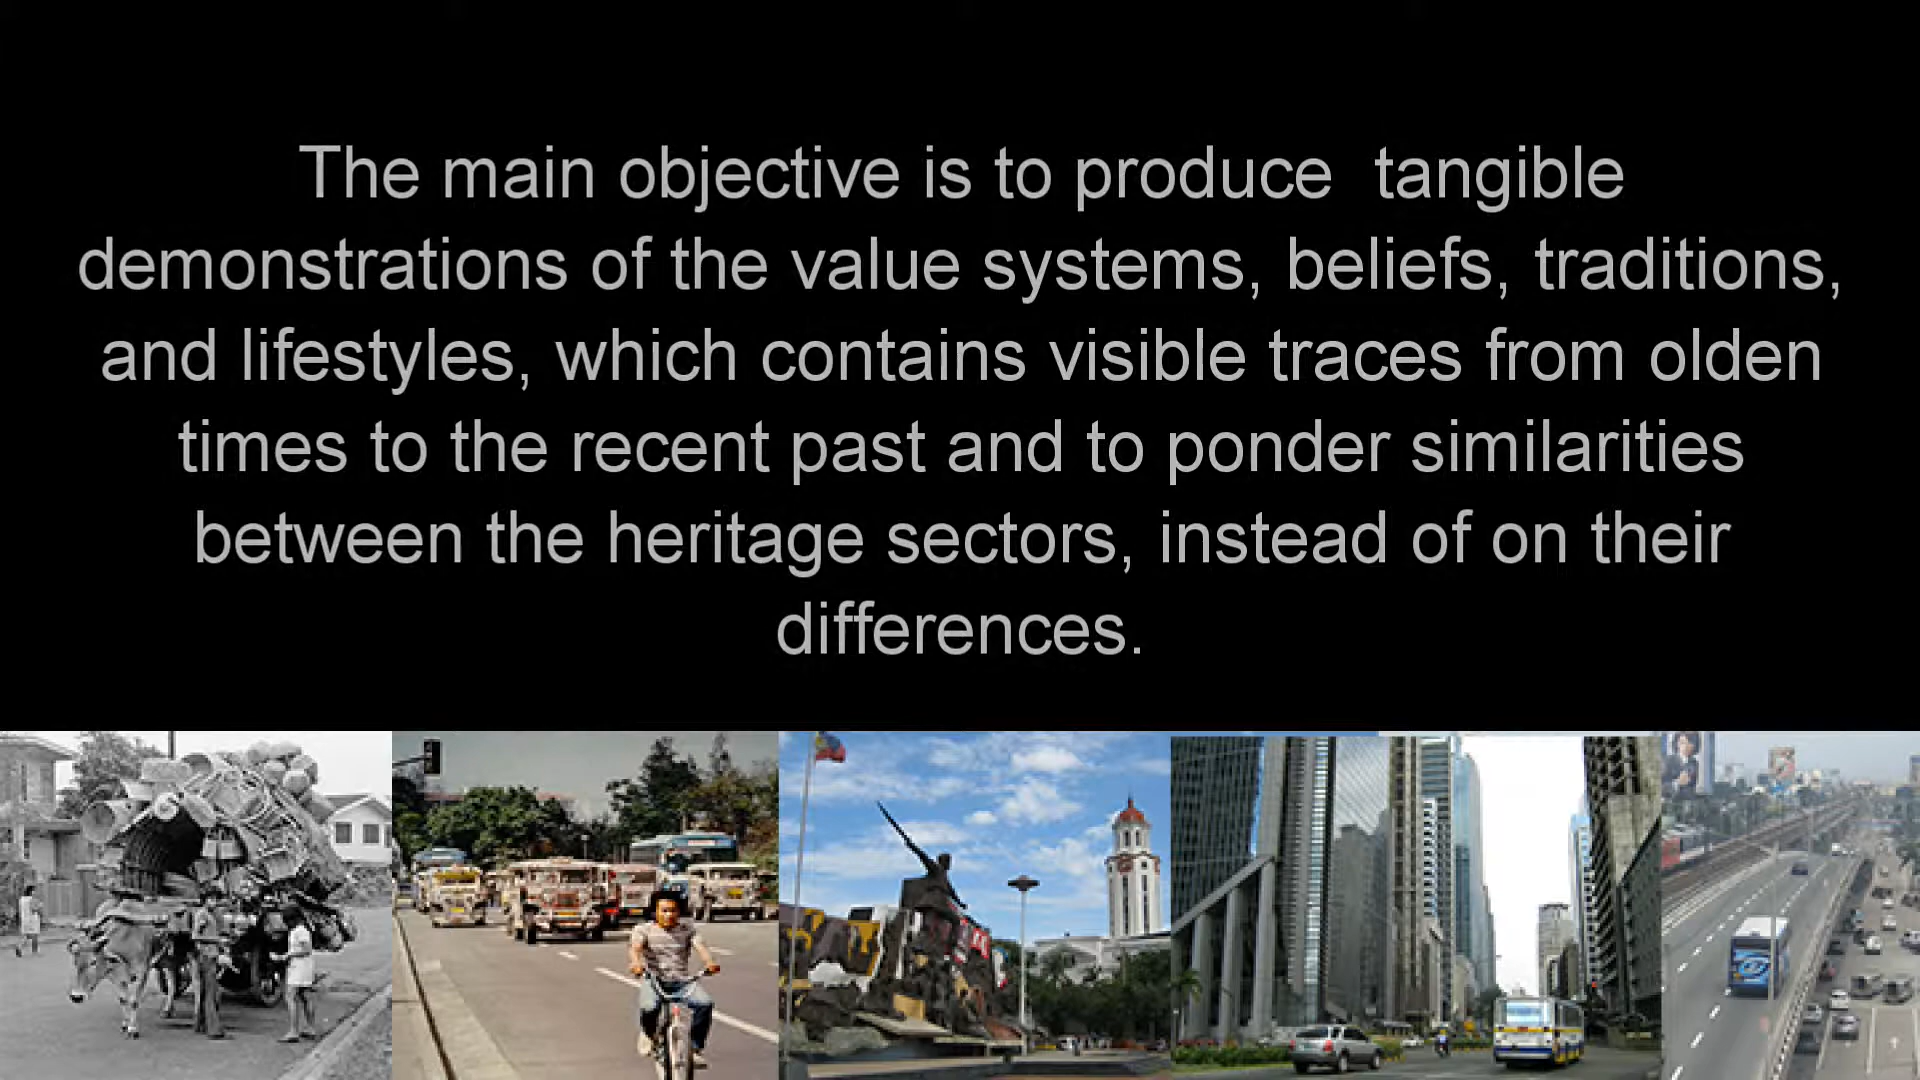 The main objective is to produce  tangible
demonstrations of the value systems, beliefs, traditions,
and lifestyles, which contains visible traces from olden
times to the recent past and to ponder similarities
between the heritage sectors, instead of on their
differences.